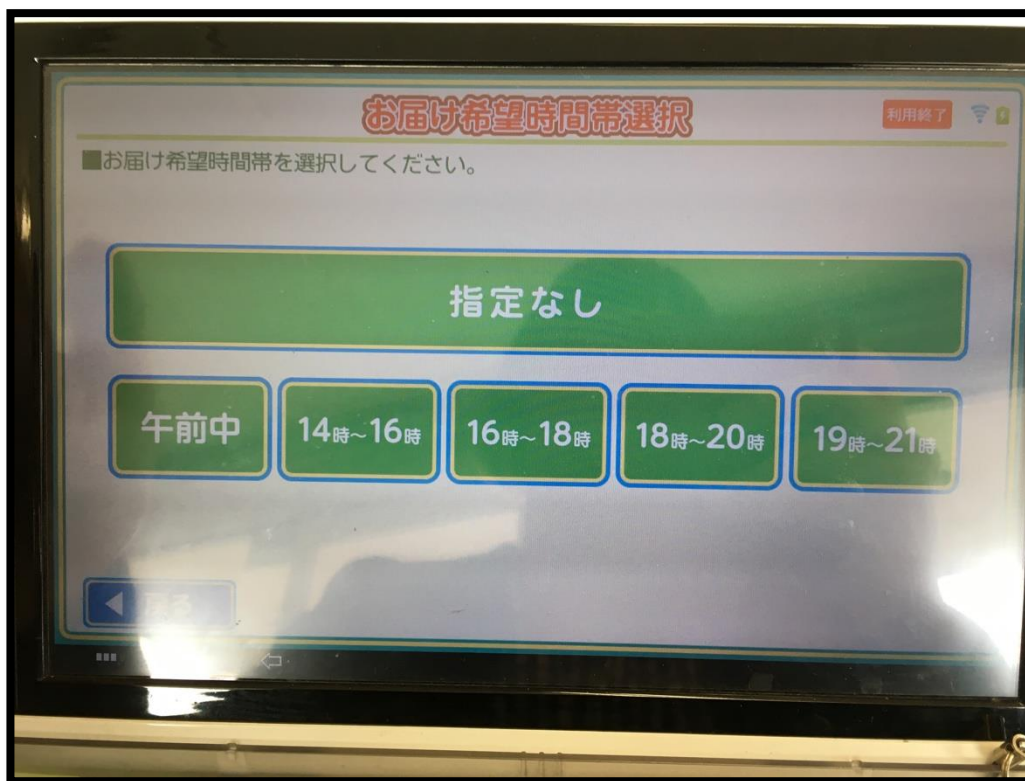 お届け希望時間帯選択
利用終了
■お届け希望時間帯を選択してください。
指定なし
午前中
14時～16時
16時～18時
18時～20時
19時～21時
戻る